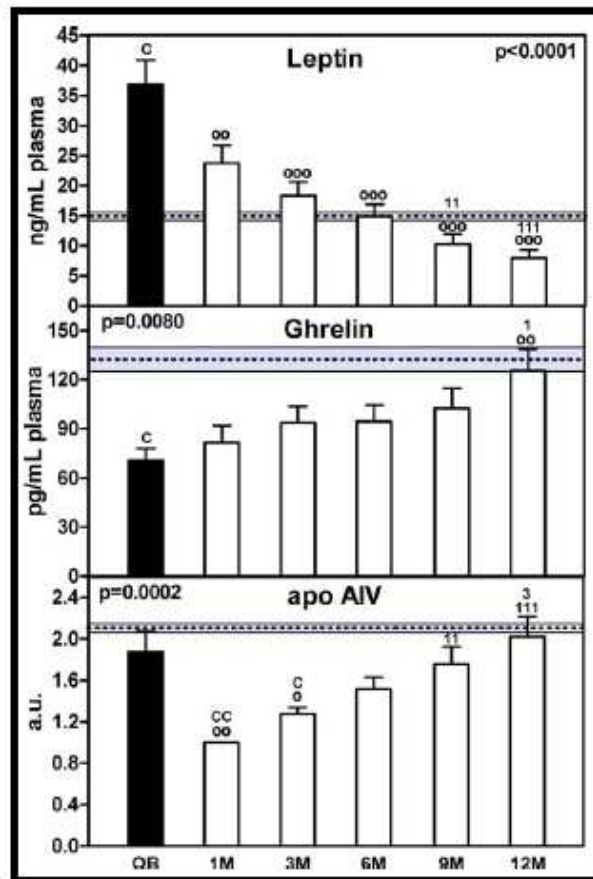 Leptin
p<0.0001
ng/mL plasma
45
40
35
30
25
20
15
10
5
0
C
oo
ooo
ooo
11
ooo
111
ooo
p=0.0080
Ghrelin
pg/mL plasma
150
120
90
60
30
0
C
1
oo
p=0.0002
apo AIV
a.u.
2.4
2.0
1.6
1.2
0.8
0.4
0.0
CC
oo
C
o
11
3
111
OB 1M 3M 6M 9M 12M